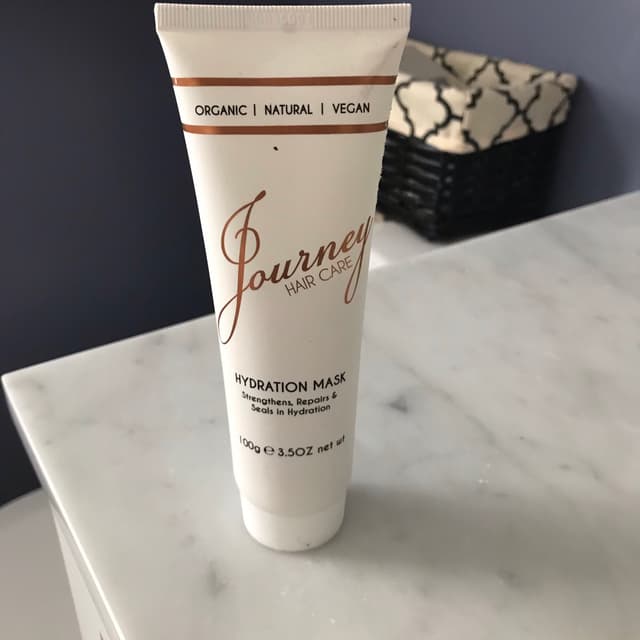 ORGANIC | NATURAL | VEGAN
Journey
HAIR CARE
HYDRATION MASK
Strengthens, Repairs &
Seals in Hydration
100g ℮ 3.5OZ net wt